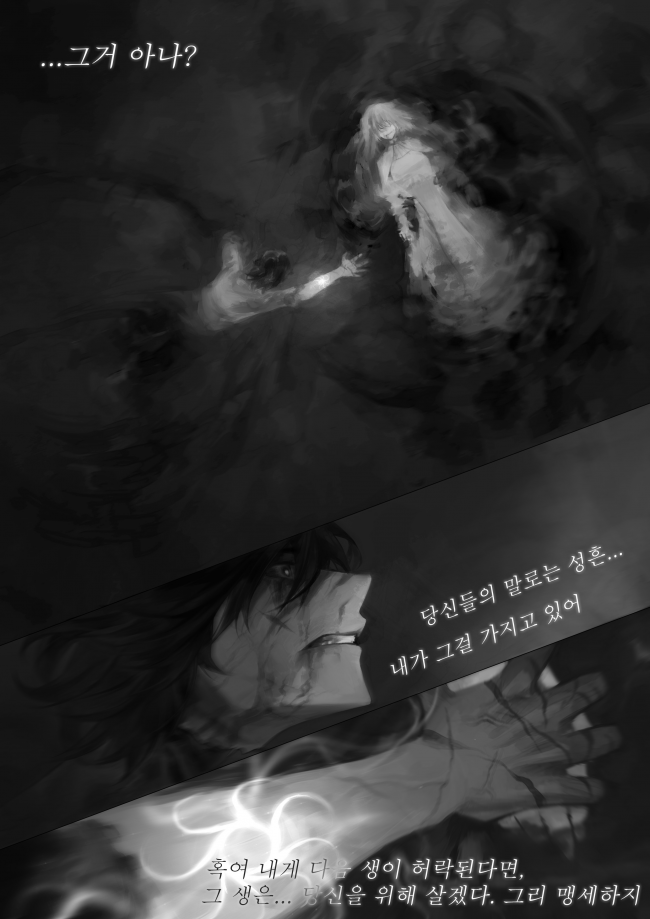 ...그거 아나?
당신들의 말로는 성흔...
내가 그걸 가지고 있어
혹여 내게 다음 생이 허락된다면,
그 생은... 당신을 위해 살겠다. 그리 맹세하지